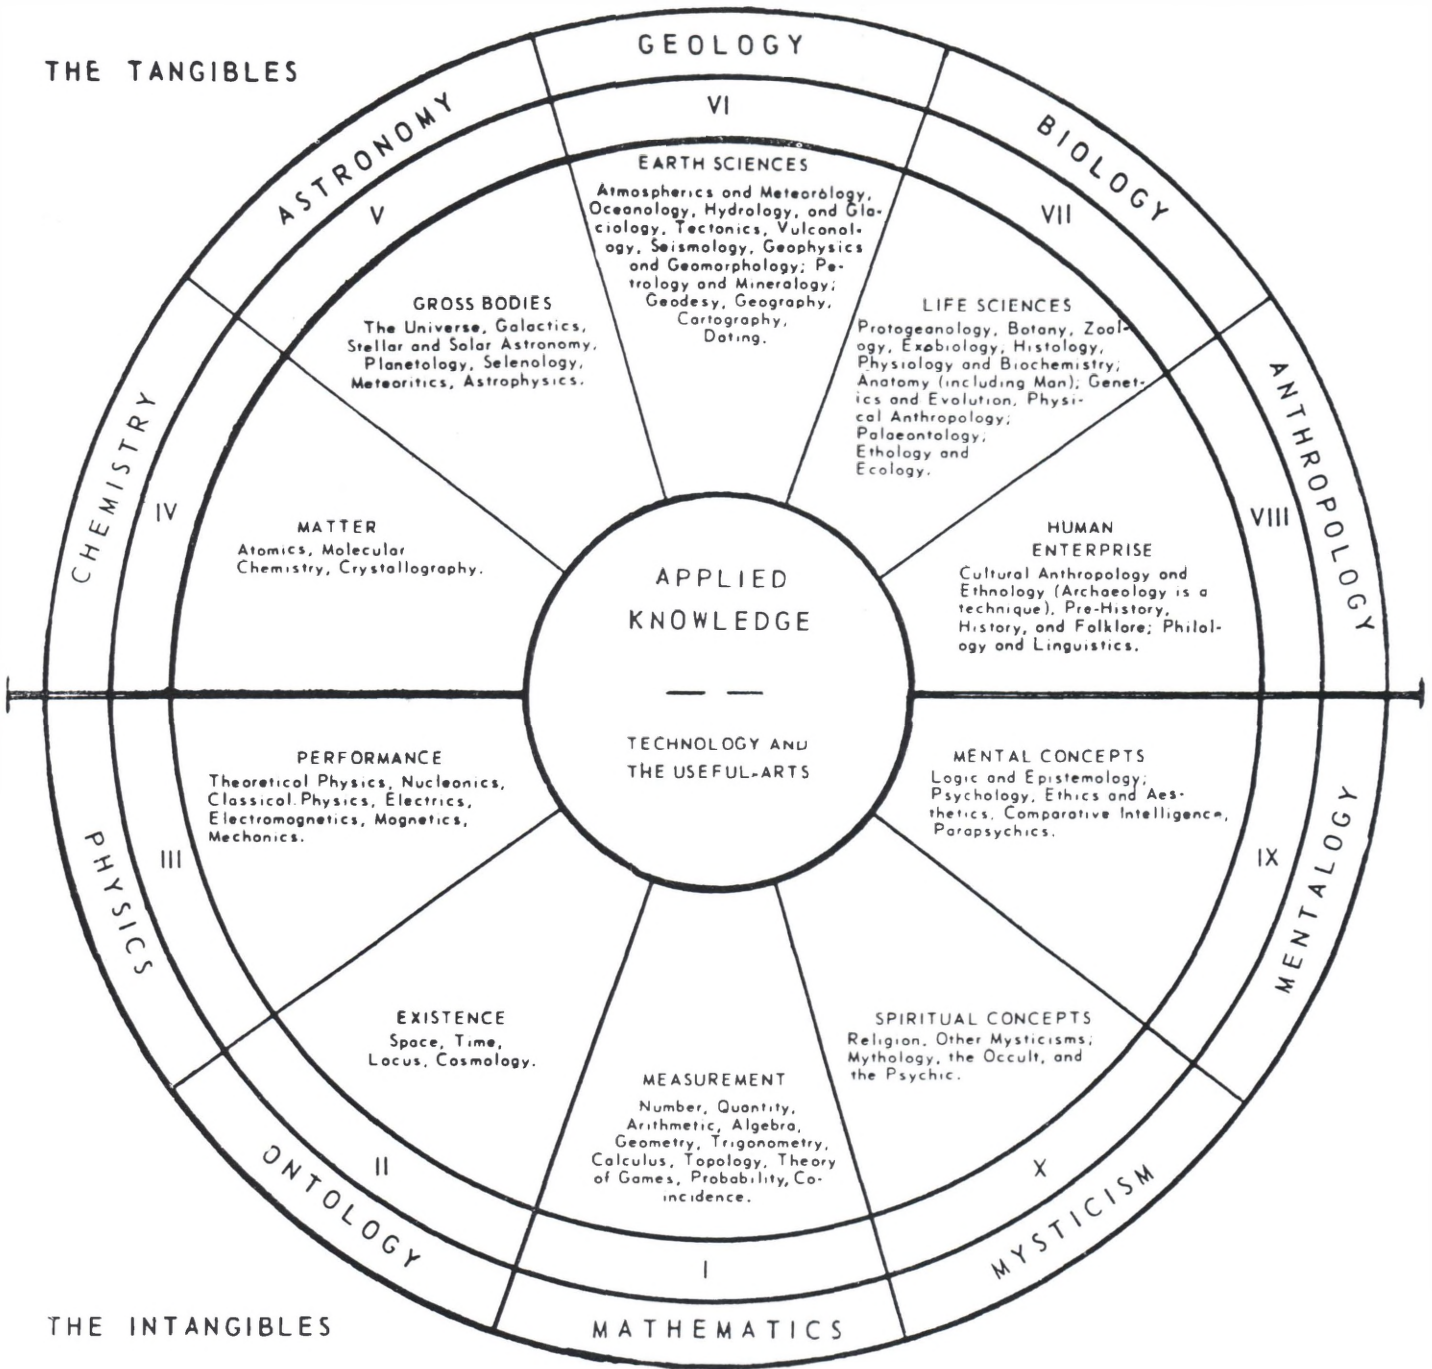 THE TANGIBLES
GEOLOGY
VI
EARTH SCIENCES
Atmospherics and Meteorology,
Oceanology, Hydrology, and Gla-
ciology, Tectonics, Vulconol-
ogy, Seismology, Geophysics
and Geomorphology; Pe-
trology and Mineralogy;
Geodesy, Geography,
Cartography,
Dating.
BIOLOGY
VII
LIFE SCIENCES
Protogeanology, Botany, Zool-
ogy, Exobiology, Histology,
Physiology and Biochemistry;
Anatomy (including Man); Genet-
ics and Evolution, Physi-
cal Anthropology;
Palaeontology;
Ethology and
Ecology.
ANTHROPOLOGY
VIII
HUMAN
ENTERPRISE
Cultural Anthropology and
Ethnology (Archaeology is a
technique), Pre-History,
History, and Folklore; Philol-
ogy and Linguistics.
MENTALOGY
IX
MENTAL CONCEPTS
Logic and Epistemology;
Psychology, Ethics and Aes-
thetics, Comparative Intelligence,
Parapsychics.
MYSTICISM
X
SPIRITUAL CONCEPTS
Religion, Other Mysticisms;
Mythology, the Occult, and
the Psychic.
MATHEMATICS
I
MEASUREMENT
Number, Quantity,
Arithmetic, Algebra,
Geometry, Trigonometry,
Calculus, Topology, Theory
of Games, Probability, Co-
incidence.
ONTOLOGY
II
EXISTENCE
Space, Time,
Locus, Cosmology.
PHYSICS
III
PERFORMANCE
Theoretical Physics, Nucleonics,
Classical Physics, Electrics,
Electromagnetics, Magnetics,
Mechanics.
CHEMISTRY
IV
MATTER
Atomics, Molecular
Chemistry, Crystallography.
ASTRONOMY
V
GROSS BODIES
The Universe, Galactics,
Stellar and Solar Astronomy,
Planetology, Selenology,
Meteoritics, Astrophysics.
APPLIED
KNOWLEDGE
— —
TECHNOLOGY AND
THE USEFUL-ARTS
THE INTANGIBLES